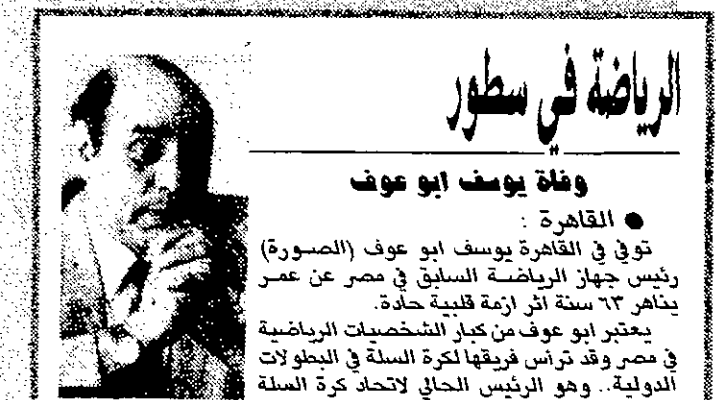 الرياضة في سطور
وفاة يوسف ابو عوف
● القاهرة :
توفي في القاهرة يوسف ابو عوف (الصورة)
رئيس جهاز الرياضة السابق في مصر عن عمر
يناهز ٦٣ سنة اثر ازمة قلبية حادة.
يعتبر ابو عوف من كبار الشخصيات الرياضية
في مصر وقد ترأس فريقها لكرة السلة في البطولات
الدولية.. وهو الرئيس الحالي لاتحاد كرة السلة